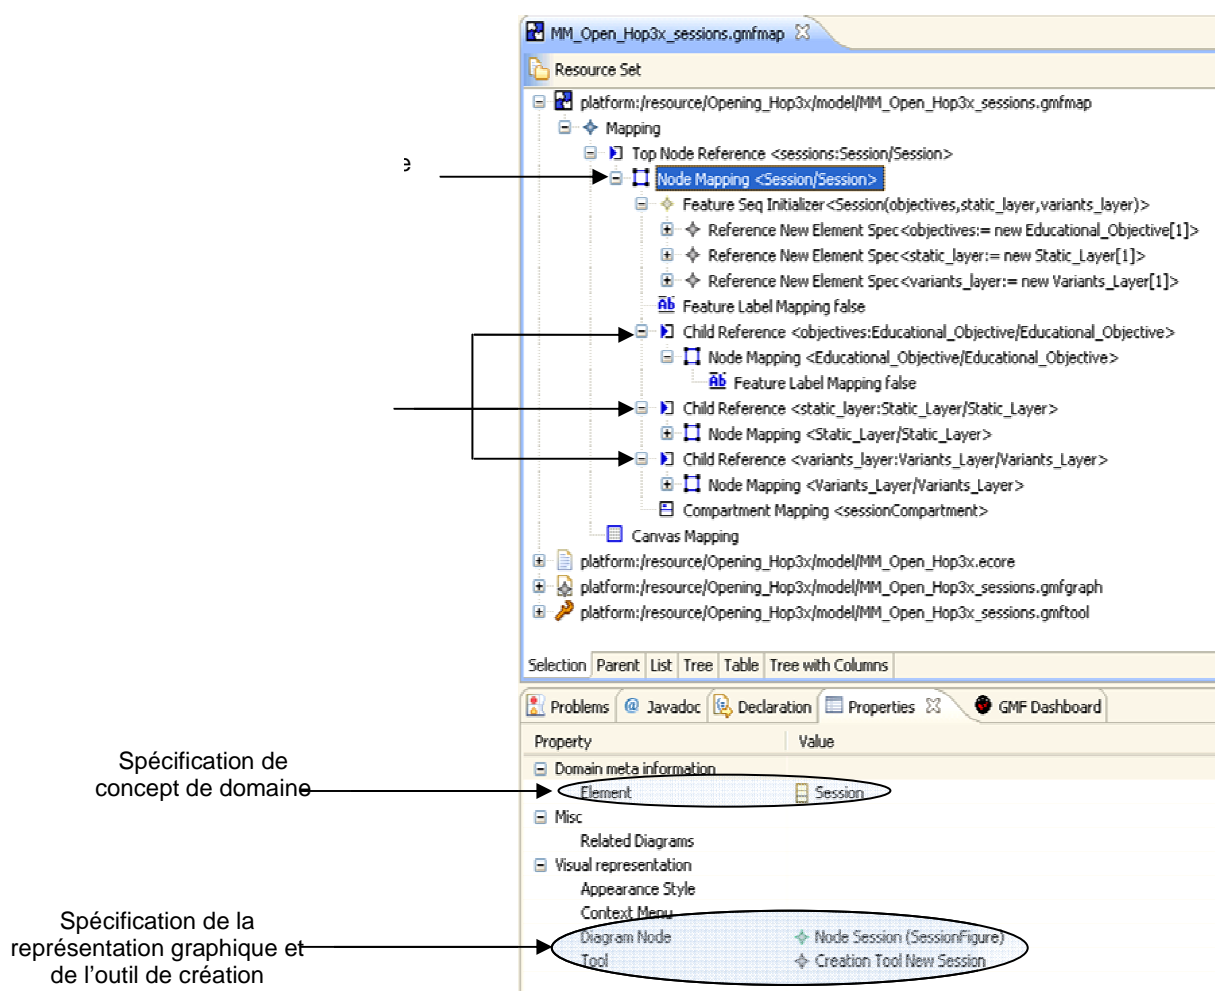 MM_Open_Hop3x_sessions.gmfmap
Resource Set
platform:/resource/Opening_Hop3x/model/MM_Open_Hop3x_sessions.gmfmap
Mapping
Top Node Reference <sessions:Session/Session>
Node Mapping <Session/Session>
Feature Seq Initializer<Session(objectives,static_layer,variants_layer)>
Reference New Element Spec<objectives:= new Educational_Objective[1]>
Reference New Element Spec<static_layer:= new Static_Layer[1]>
Reference New Element Spec<variants_layer:= new Variants_Layer[1]>
Feature Label Mapping false
Child Reference <objectives:Educational_Objective/Educational_Objective>
Node Mapping <Educational_Objective/Educational_Objective>
Feature Label Mapping false
Child Reference <static_layer:Static_Layer/Static_Layer>
Node Mapping <Static_Layer/Static_Layer>
Child Reference <variants_layer:Variants_Layer/Variants_Layer>
Node Mapping <Variants_Layer/Variants_Layer>
Compartment Mapping <sessionCompartment>
Canvas Mapping
platform:/resource/Opening_Hop3x/model/MM_Open_Hop3x.ecore
platform:/resource/Opening_Hop3x/model/MM_Open_Hop3x_sessions.gmfgraph
platform:/resource/Opening_Hop3x/model/MM_Open_Hop3x_sessions.gmftool
Selection Parent List Tree Table Tree with Columns
Problems @ Javadoc Declaration Properties GMF Dashboard
Property Value
Domain meta information
Element Session
Misc
Related Diagrams
Visual representation
Appearance Style
Context Menu
Diagram Node Node Session (SessionFigure)
Tool Creation Tool New Session
Spécification de
concept de domaine
Spécification de la
représentation graphique et
de l'outil de création